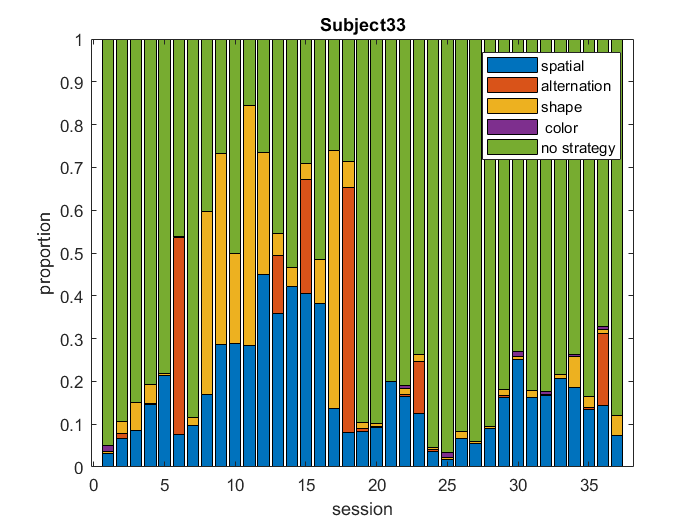 Subject33
1
0.9
0.8
0.7
0.6
0.5
0.4
0.3
0.2
0.1
0
proportion
spatial
alternation
shape
color
no strategy
0 5 10 15 20 25 30 35
session